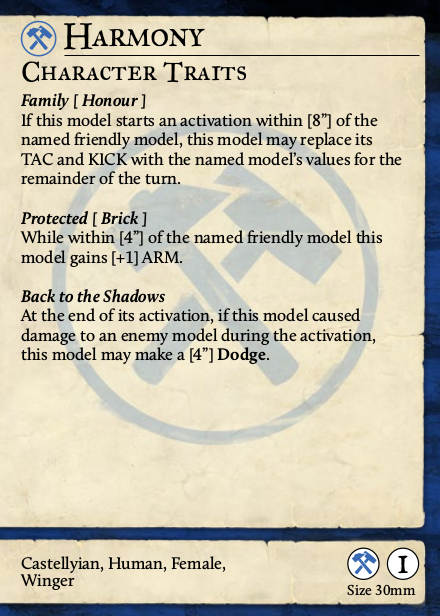 Harmony
Character Traits
Family [ Honour ]
If this model starts an activation within [8”] of the
named friendly model, this model may replace its
TAC and KICK with the named model’s values for the
remainder of the turn.
Protected [ Brick ]
While within [4”] of the named friendly model this
model gains [+1] ARM.
Back to the Shadows
At the end of its activation, if this model caused
damage to an enemy model during the activation,
this model may make a [4”] Dodge.
Castellyian, Human, Female,
Winger
1
Size 30mm